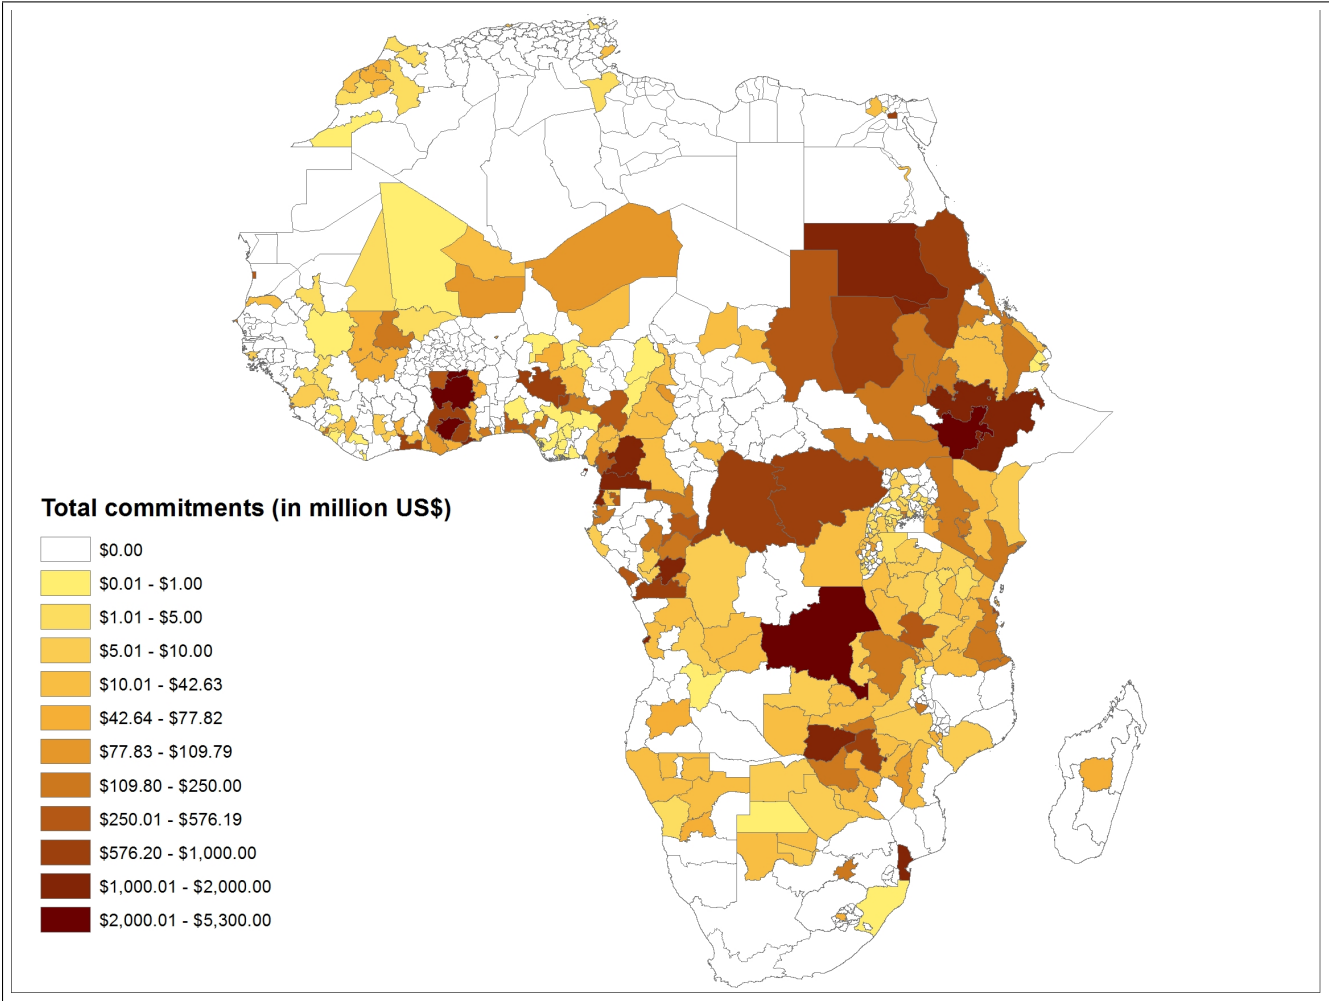 Total commitments (in million US$)
$0.00
$0.01 - $1.00
$1.01 - $5.00
$5.01 - $10.00
$10.01 - $42.63
$42.64 - $77.82
$77.83 - $109.79
$109.80 - $250.00
$250.01 - $576.19
$576.20 - $1,000.00
$1,000.01 - $2,000.00
$2,000.01 - $5,300.00